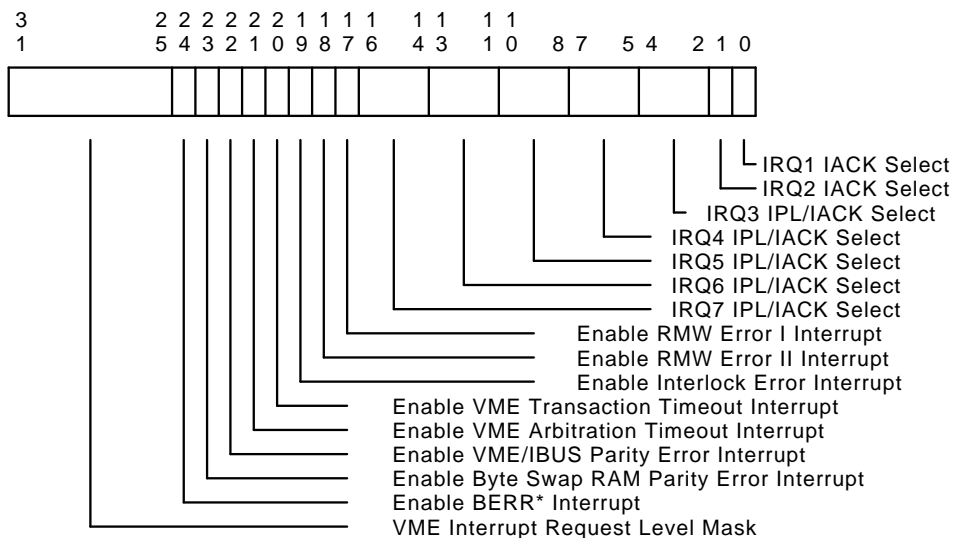 3 2 2 2 2 2 2 1 1 1 1 1 1 1 1
1 5 4 3 2 1 0 9 8 7 6 4 3 1 0 8 7 5 4 2 1 0
IRQ1 IACK Select
IRQ2 IACK Select
IRQ3 IPL/IACK Select
IRQ4 IPL/IACK Select
IRQ5 IPL/IACK Select
IRQ6 IPL/IACK Select
IRQ7 IPL/IACK Select
Enable RMW Error I Interrupt
Enable RMW Error II Interrupt
Enable Interlock Error Interrupt
Enable VME Transaction Timeout Interrupt
Enable VME Arbitration Timeout Interrupt
Enable VME/IBUS Parity Error Interrupt
Enable Byte Swap RAM Parity Error Interrupt
Enable BERR* Interrupt
VME Interrupt Request Level Mask